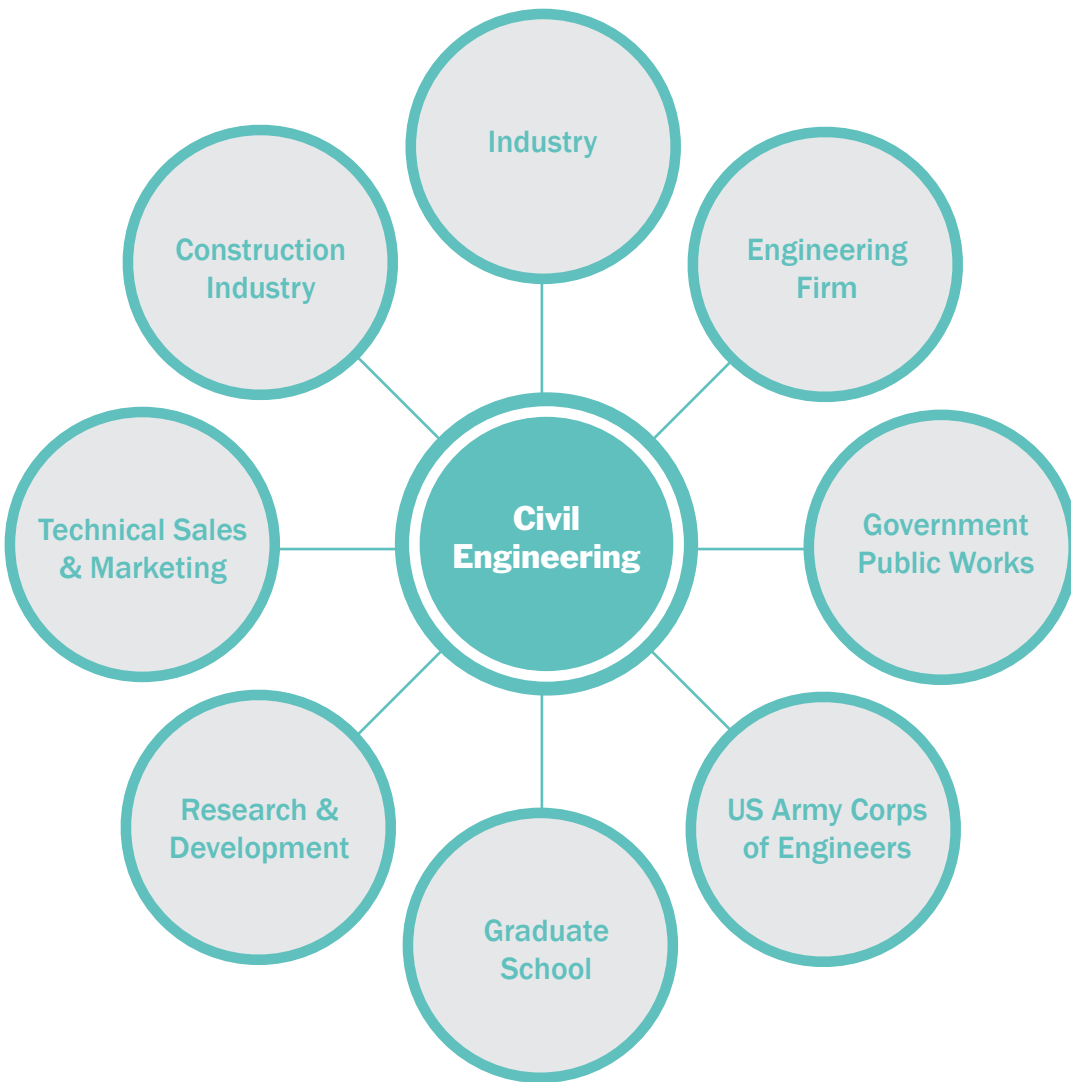 Industry
Construction
Industry
Engineering
Firm
Technical Sales
& Marketing
Civil
Engineering
Government
Public Works
Research &
Development
US Army Corps
of Engineers
Graduate
School